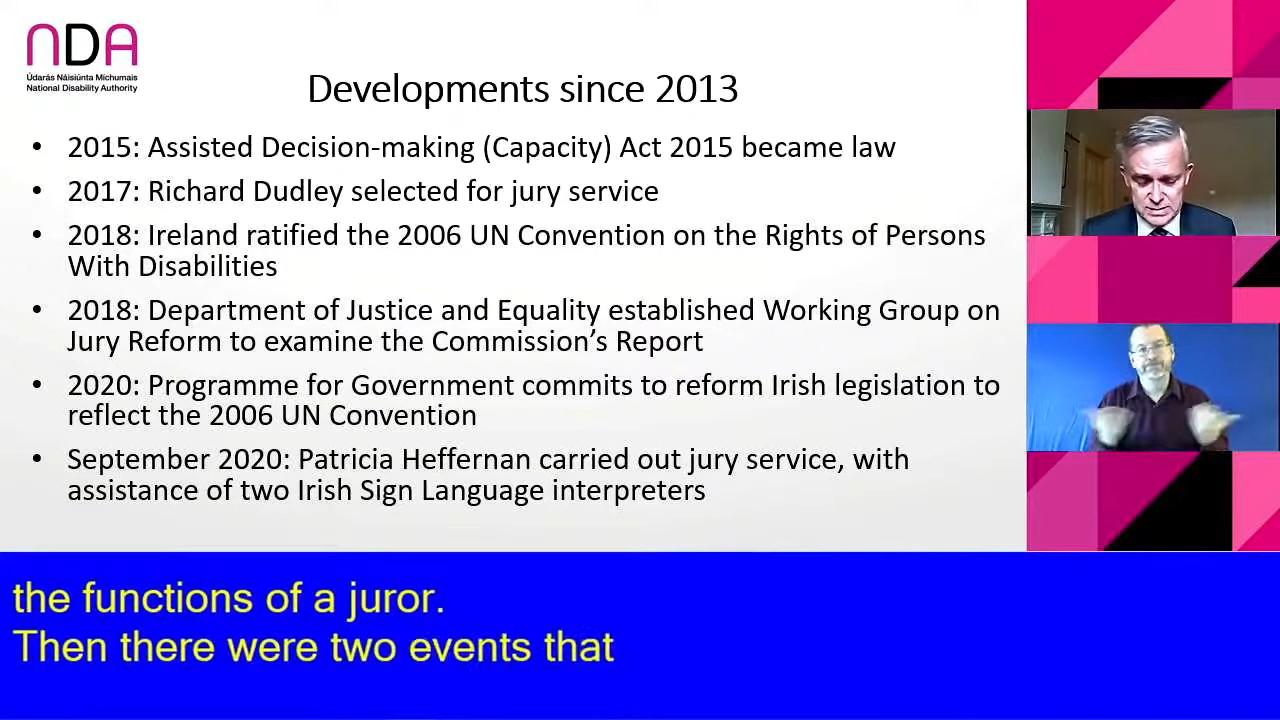 NDA
Údarás Náisiúnta Míchumais
National Disability Authority
Developments since 2013
• 2015: Assisted Decision-making (Capacity) Act 2015 became law
• 2017: Richard Dudley selected for jury service
• 2018: Ireland ratified the 2006 UN Convention on the Rights of Persons
With Disabilities
• 2018: Department of Justice and Equality established Working Group on
Jury Reform to examine the Commission’s Report
• 2020: Programme for Government commits to reform Irish legislation to
reflect the 2006 UN Convention
• September 2020: Patricia Heffernan carried out jury service, with
assistance of two Irish Sign Language interpreters
the functions of a juror.
Then there were two events that